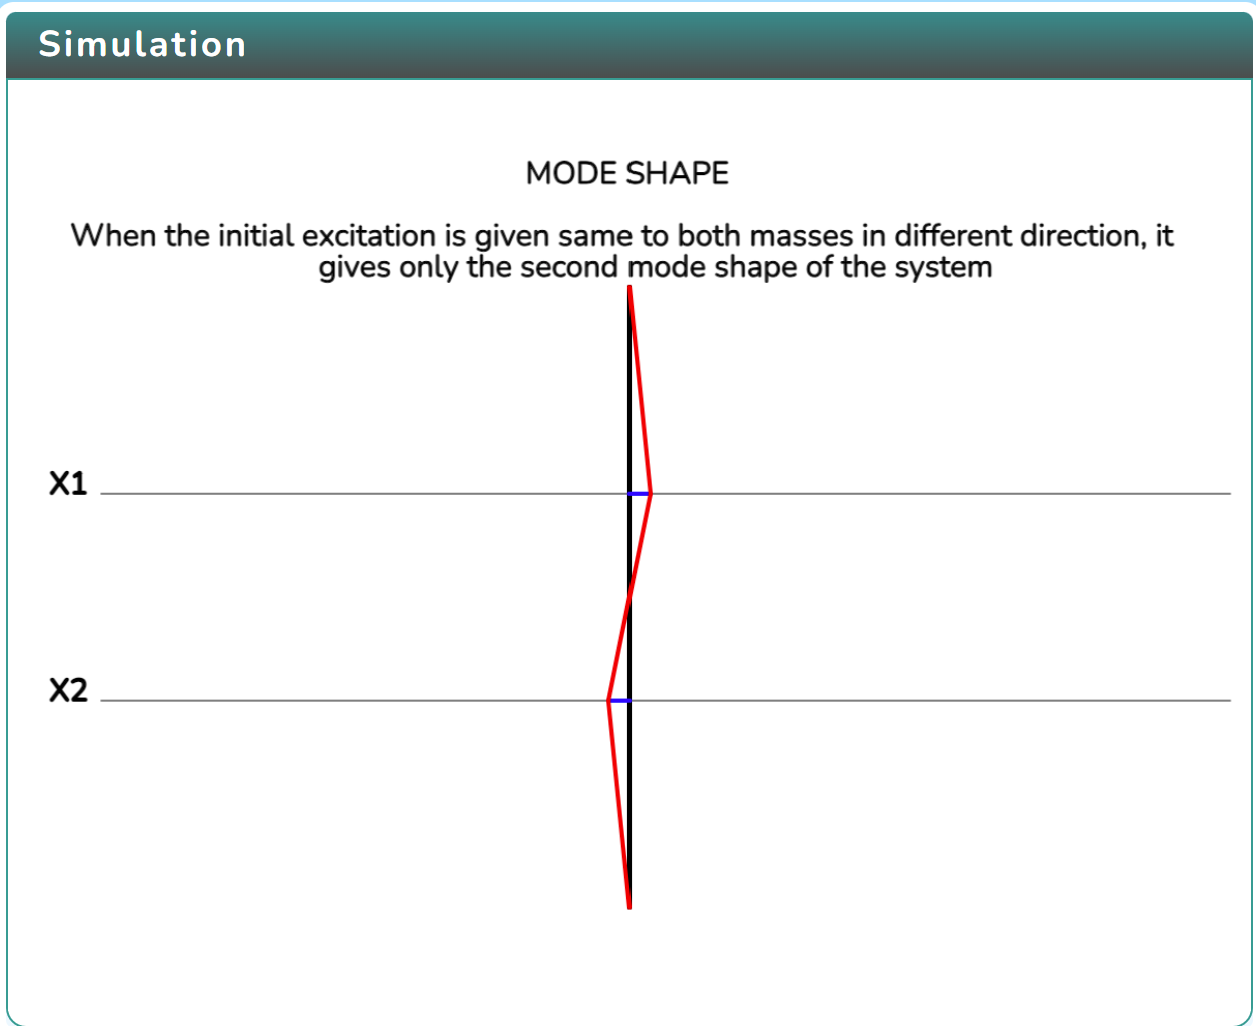 Simulation
MODE SHAPE
When the initial excitation is given same to both masses in different direction, it
gives only the second mode shape of the system
X1
X2